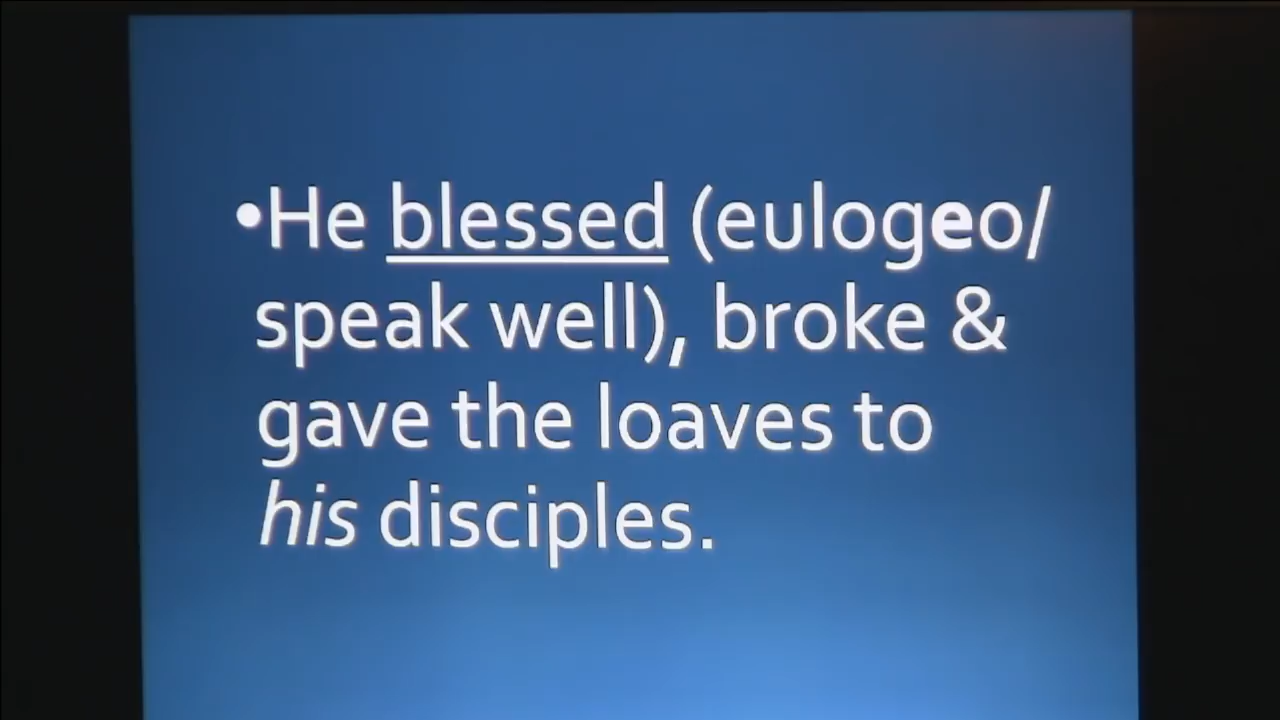 •He blessed (eulogeo/
speak well), broke &
gave the loaves to
his disciples.